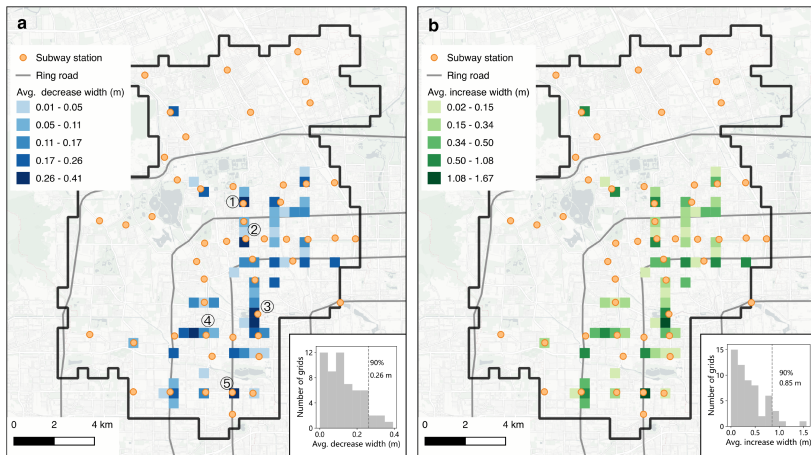 a
Subway station
Ring road
Avg. decrease width (m)
0.01 - 0.05
0.05 - 0.11
0.11 - 0.17
0.17 - 0.26
0.26 - 0.41
①
②
③
④
⑤
0 2 4 km
Number of grids
12
8
4
0
90%
0.26 m
0.0 0.2 0.4
Avg. decrease width (m)
b
Subway station
Ring road
Avg. increase width (m)
0.02 - 0.15
0.15 - 0.34
0.34 - 0.50
0.50 - 1.08
1.08 - 1.67
0 2 4 km
Number of grids
15
10
5
0
90%
0.85 m
0.0 0.5 1.0 1.5
Avg. increase width (m)